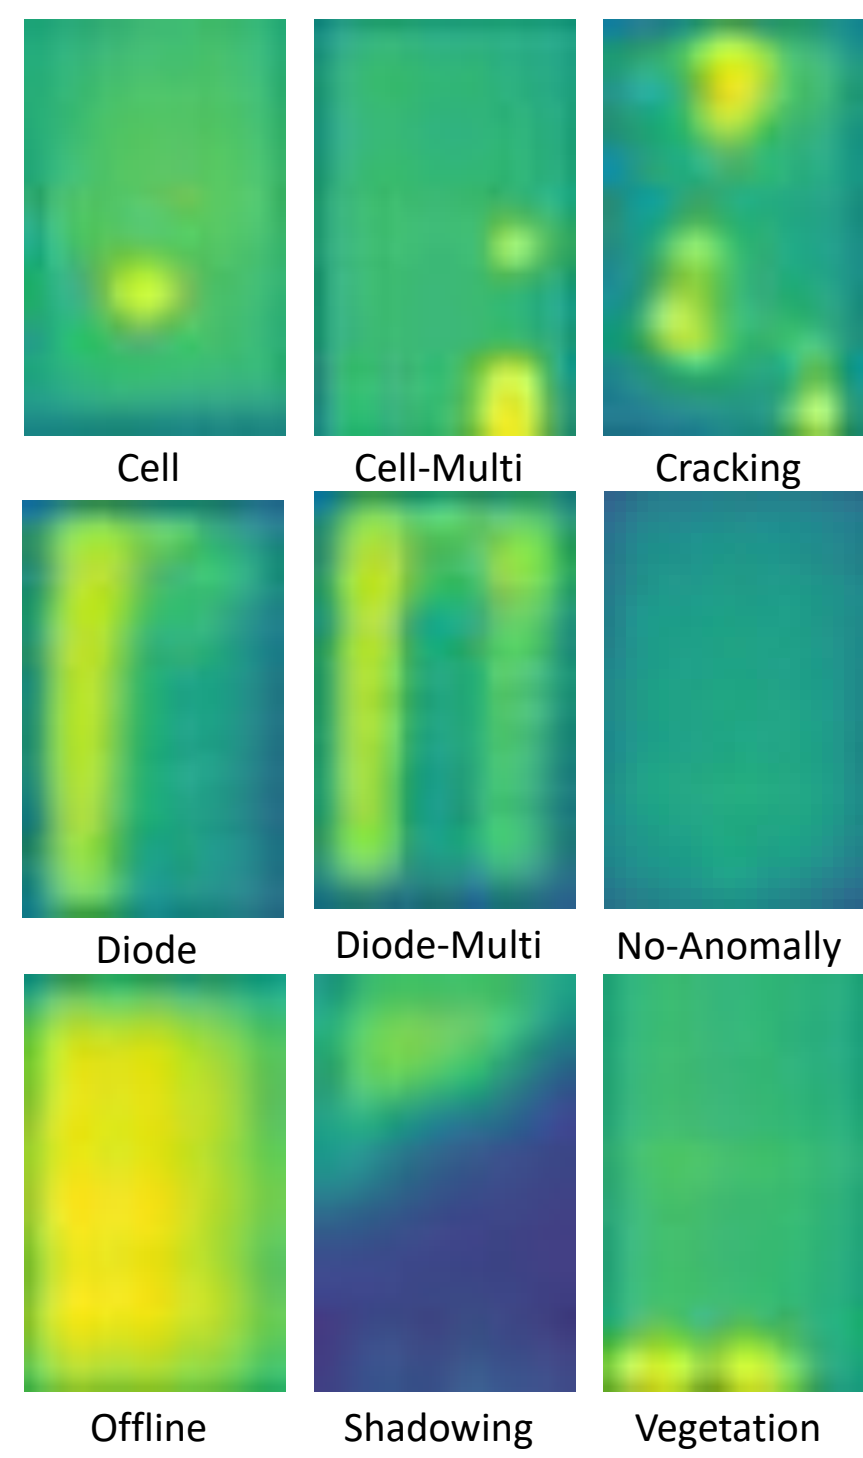 Cell
Cell-Multi
Cracking
Diode
Diode-Multi
No-Anomally
Offline
Shadowing
Vegetation